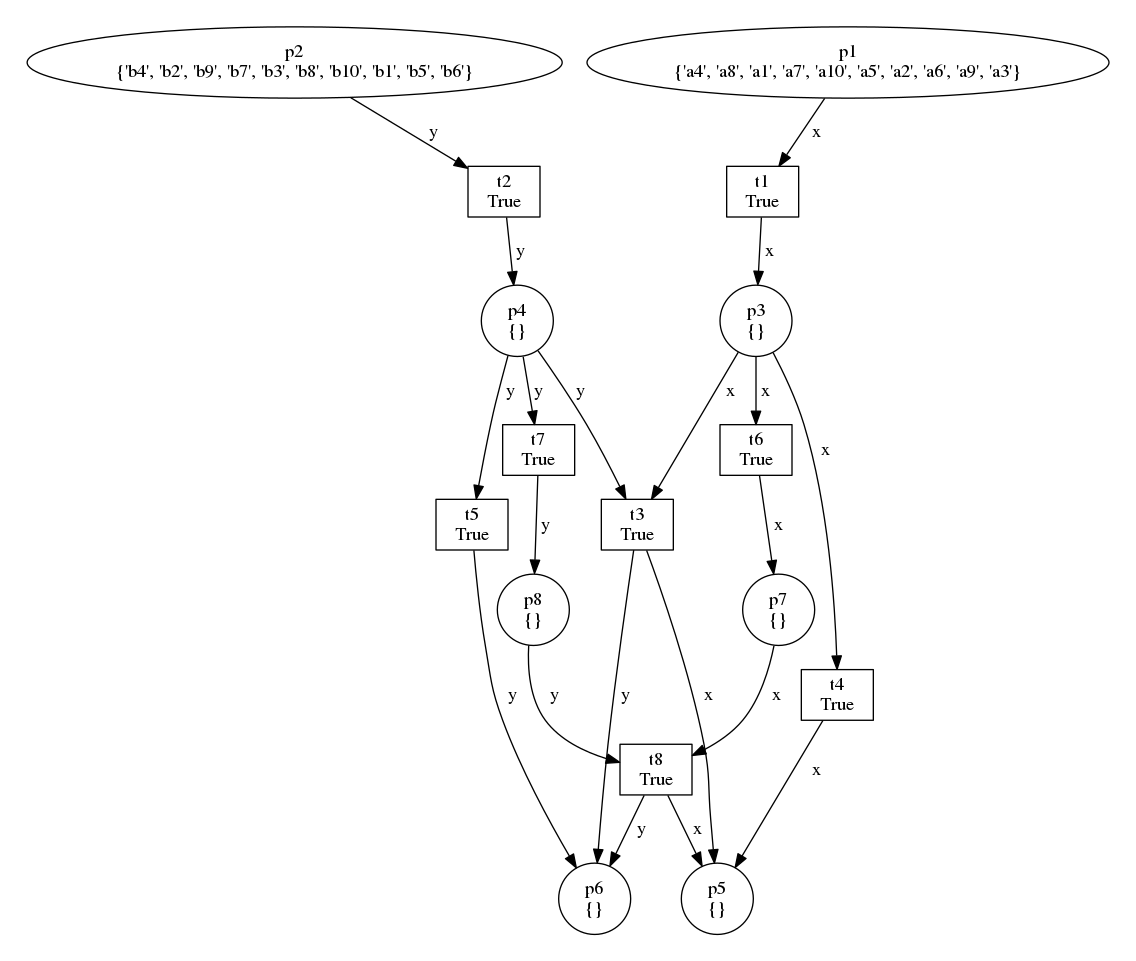 p2
{'b4', 'b2', 'b9', 'b7', 'b3', 'b8', 'b10', 'b1', 'b5', 'b6'}
p1
{'a4', 'a8', 'a1', 'a7', 'a10', 'a5', 'a2', 'a6', 'a9', 'a3'}
y
x
t2
True
t1
True
y
x
p4
{}
p3
{}
y
y
y
x
x
x
t7
True
t6
True
t5
True
t3
True
y
x
p8
{}
p7
{}
y
y
y
x
x
t4
True
t8
True
x
y
x
p6
{}
p5
{}